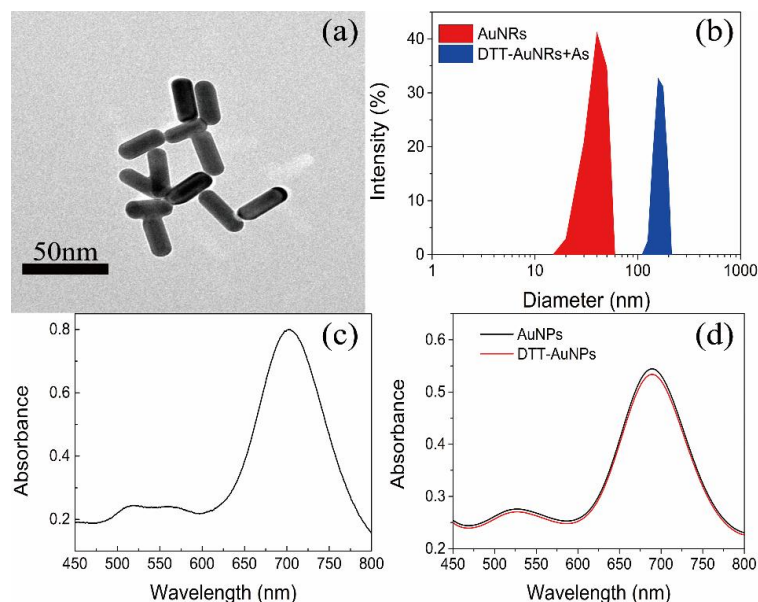 (a)
50nm
(b)
AuNRs
DTT-AuNRs+As
Intensity (%)
40
30
20
10
0
1 10 100 1000
Diameter (nm)
(c)
Absorbance
0.8
0.6
0.4
0.2
450 500 550 600 650 700 750 800
Wavelength (nm)
(d)
AuNPs
DTT-AuNPs
Absorbance
0.6
0.5
0.4
0.3
0.2
450 500 550 600 650 700 750 800
Wavelength (nm)